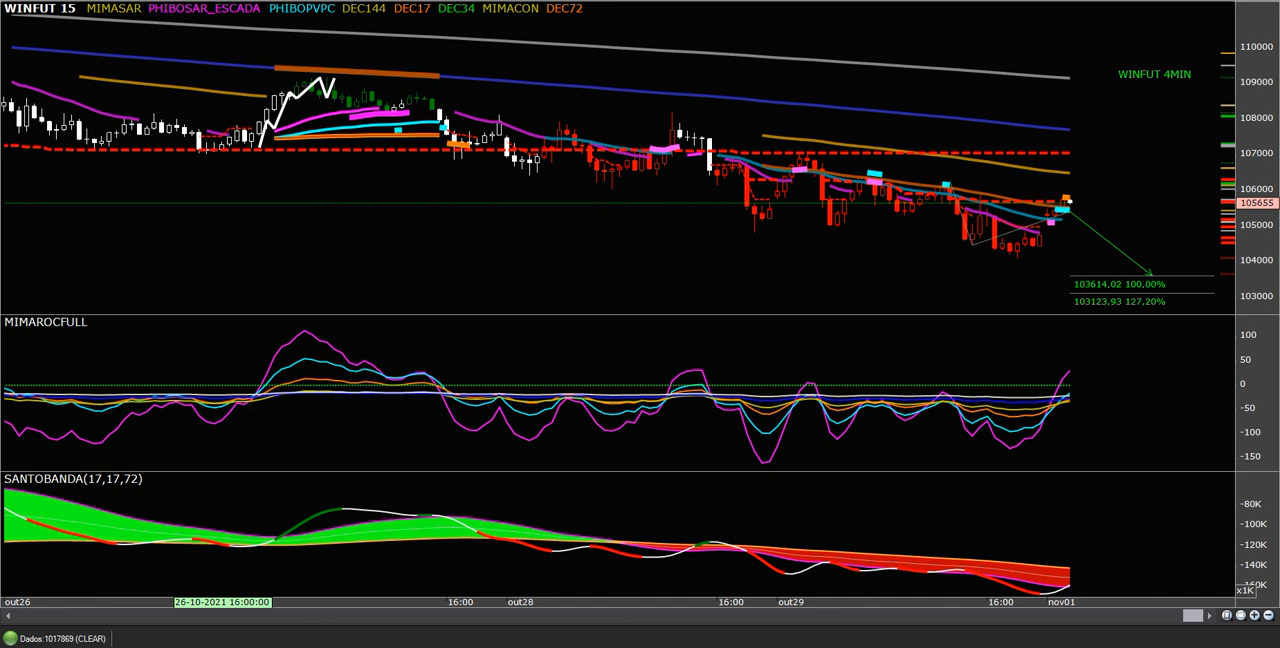 WINFUT 15 MIMASAR PHIBOSAR_ESCADA PHIBOPVPC DEC144 DEC17 DEC34 MIMACON DEC72
110000
WINFUT 4MIN
109000
108000
107000
106000
105655
105000
104000
103614,02 100,00%
103123,93 127,20%
103000
MIMAROCFULL
100
50
0
-50
-100
-150
SANTOBANDA(17,17,72)
-80K
-100K
-120K
-140K
x1K
out26 26-10-2021 16:00:00 16:00 out28 16:00 out29 16:00 nov01
Dados:1017869 (CLEAR)